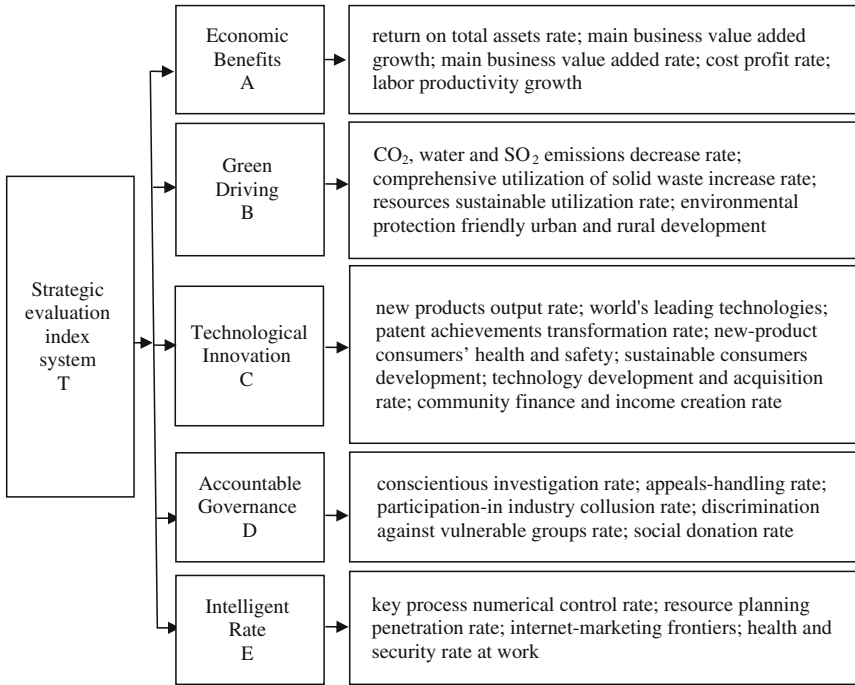 Strategic
evaluation
index
system
T
Economic
Benefits
A
return on total assets rate; main business value added
growth; main business value added rate; cost profit rate;
labor productivity growth
Green
Driving
B
CO2, water and SO2 emissions decrease rate;
comprehensive utilization of solid waste increase rate;
resources sustainable utilization rate; environmental
protection friendly urban and rural development
Technological
Innovation
C
new products output rate; world's leading technologies;
patent achievements transformation rate; new-product
consumers’ health and safety; sustainable consumers
development; technology development and acquisition
rate; community finance and income creation rate
Accountable
Governance
D
conscientious investigation rate; appeals-handling rate;
participation-in industry collusion rate; discrimination
against vulnerable groups rate; social donation rate
Intelligent
Rate
E
key process numerical control rate; resource planning
penetration rate; internet-marketing frontiers; health and
security rate at work